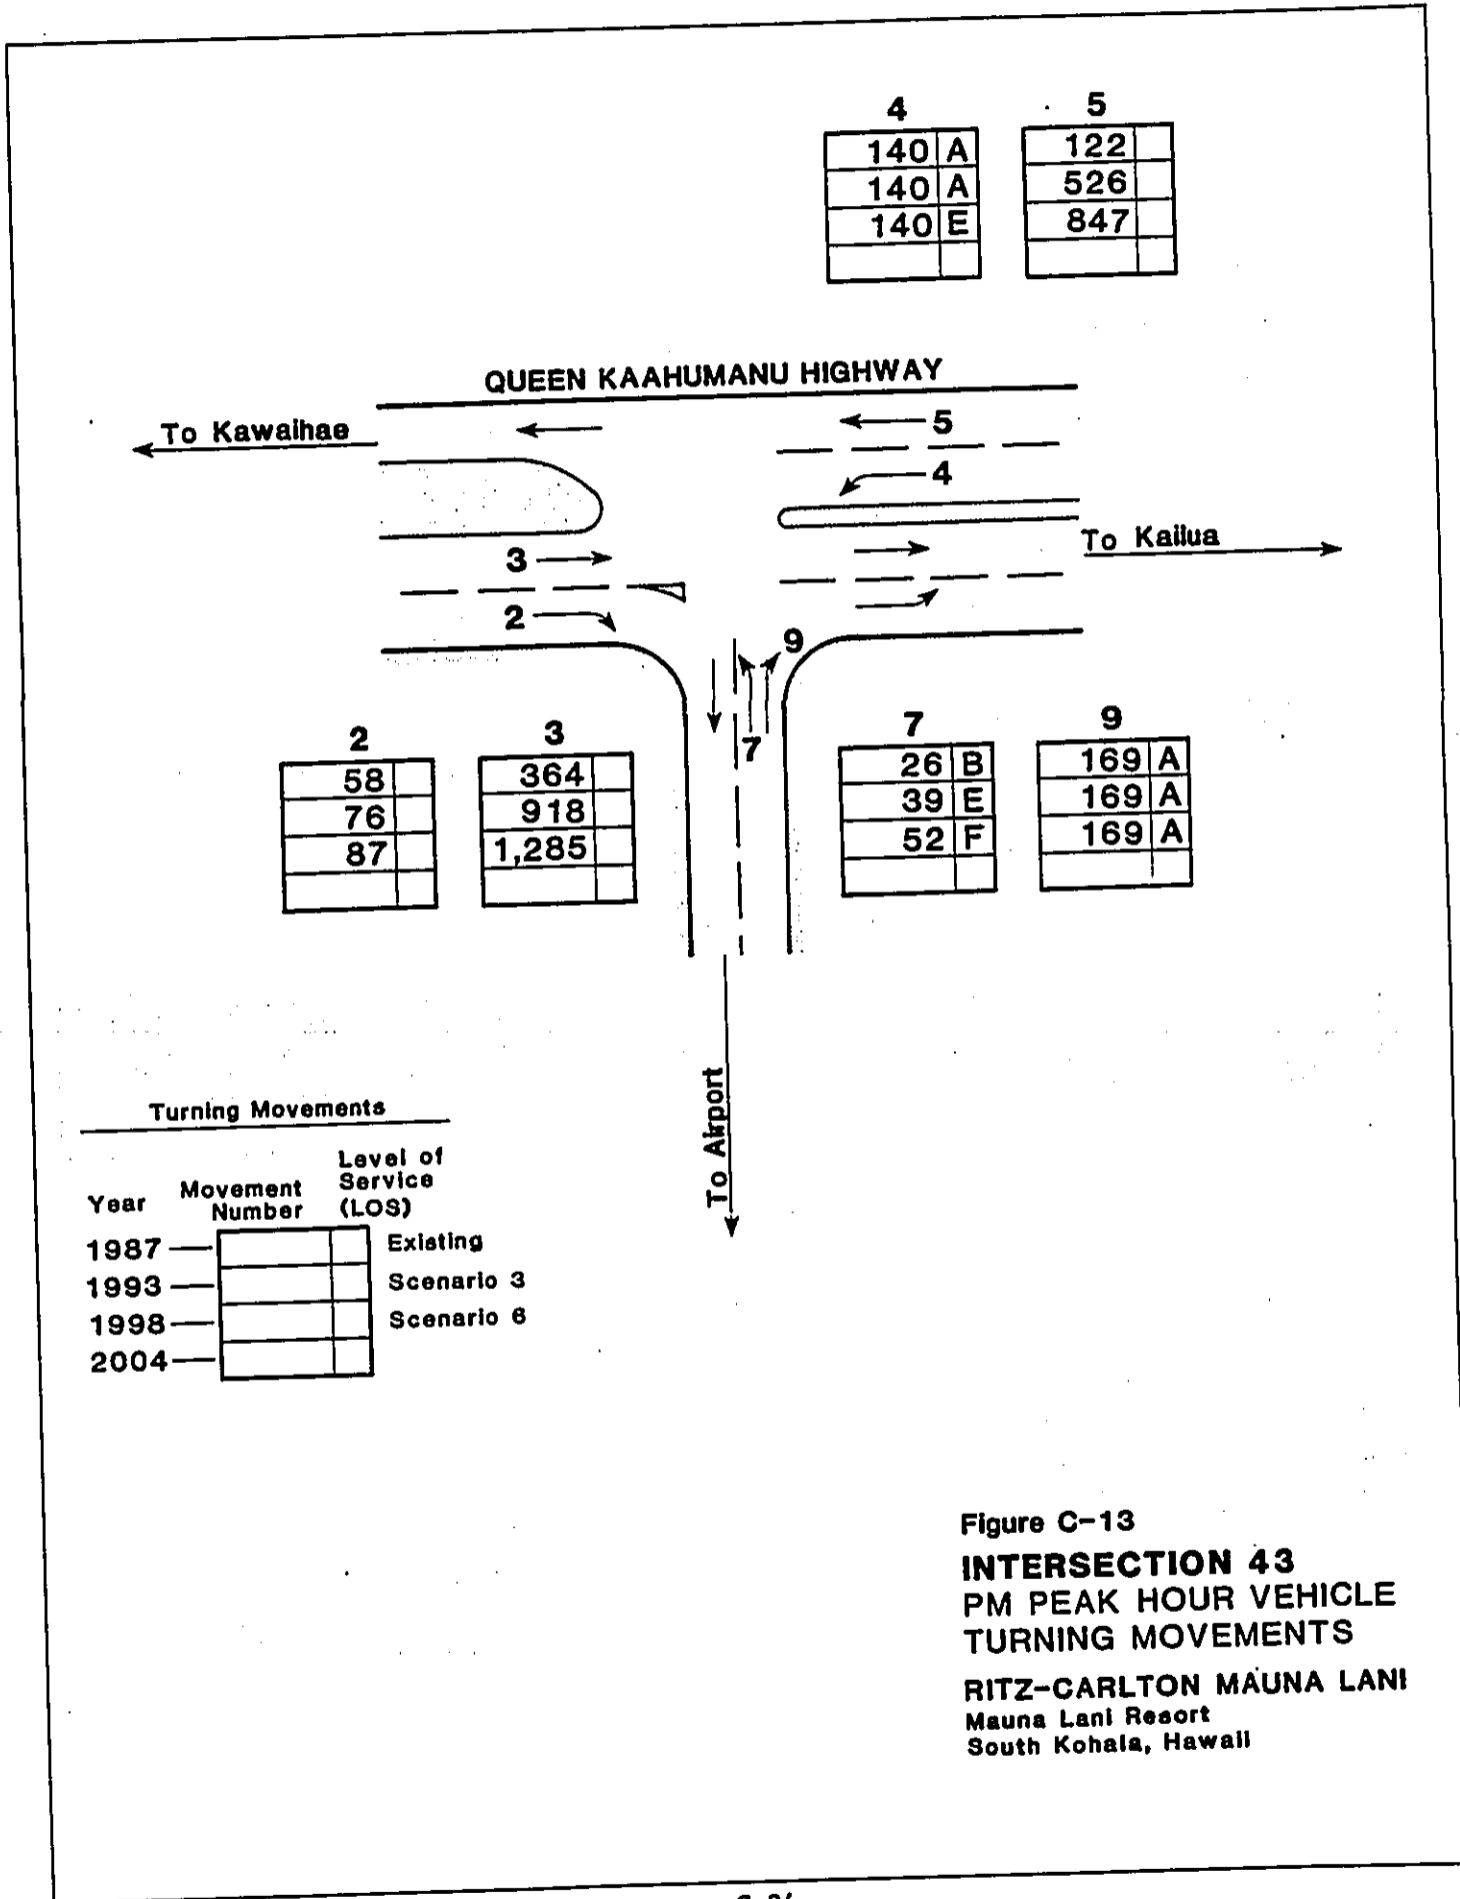 4 5
140 A 122
140 A 526
140 E 847
QUEEN KAAHUMANU HIGHWAY
To Kawaihae
5
4
To Kailua
3
2
9
7
2 3
58 364
76 918
87 1,285
7 9
26 B 169 A
39 E 169 A
52 F 169 A
To Airport
Turning Movements
Year Movement Number Level of Service (LOS)
1987 Existing
1993 Scenario 3
1998 Scenario 6
2004
Figure C-13
INTERSECTION 43
PM PEAK HOUR VEHICLE
TURNING MOVEMENTS
RITZ-CARLTON MAUNA LANI
Mauna Lani Resort
South Kohala, Hawaii